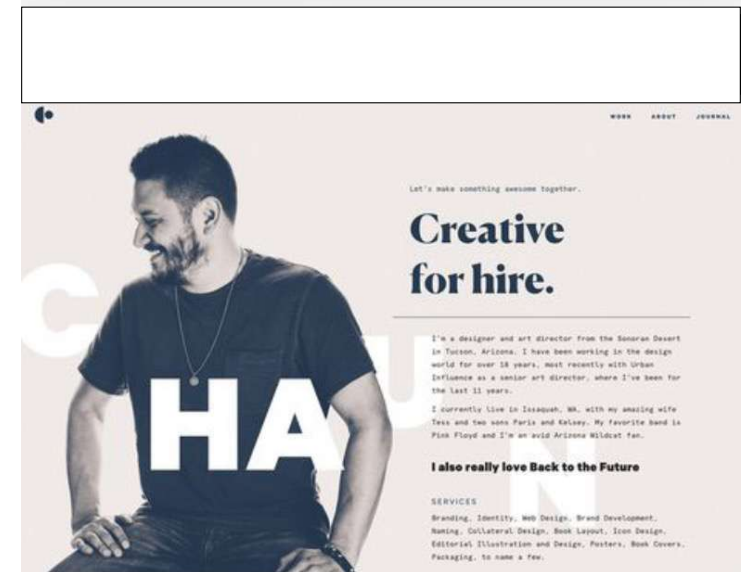 WORK ABOUT JOURNAL
Let's make something awesome together.
Creative
for hire.
C HA U N
I'm a designer and art director from the Sonoran Desert
in Tucson, Arizona. I have been working in the design
world for over 18 years, most recently with Urban
Influence as a senior art director, where I've been for
the last 11 years.
I currently live in Issaquah, WA, with my amazing wife
Tess and two sons Paris and Kelsey. My favorite band is
Pink Floyd and I'm an avid Arizona Wildcat fan.
I also really love Back to the Future
SERVICES
Branding, Identity, Web Design, Brand Development,
Naming, Collateral Design, Book Layout, Icon Design,
Editorial Illustration and Design, Posters, Book Covers,
Packaging, to name a few.